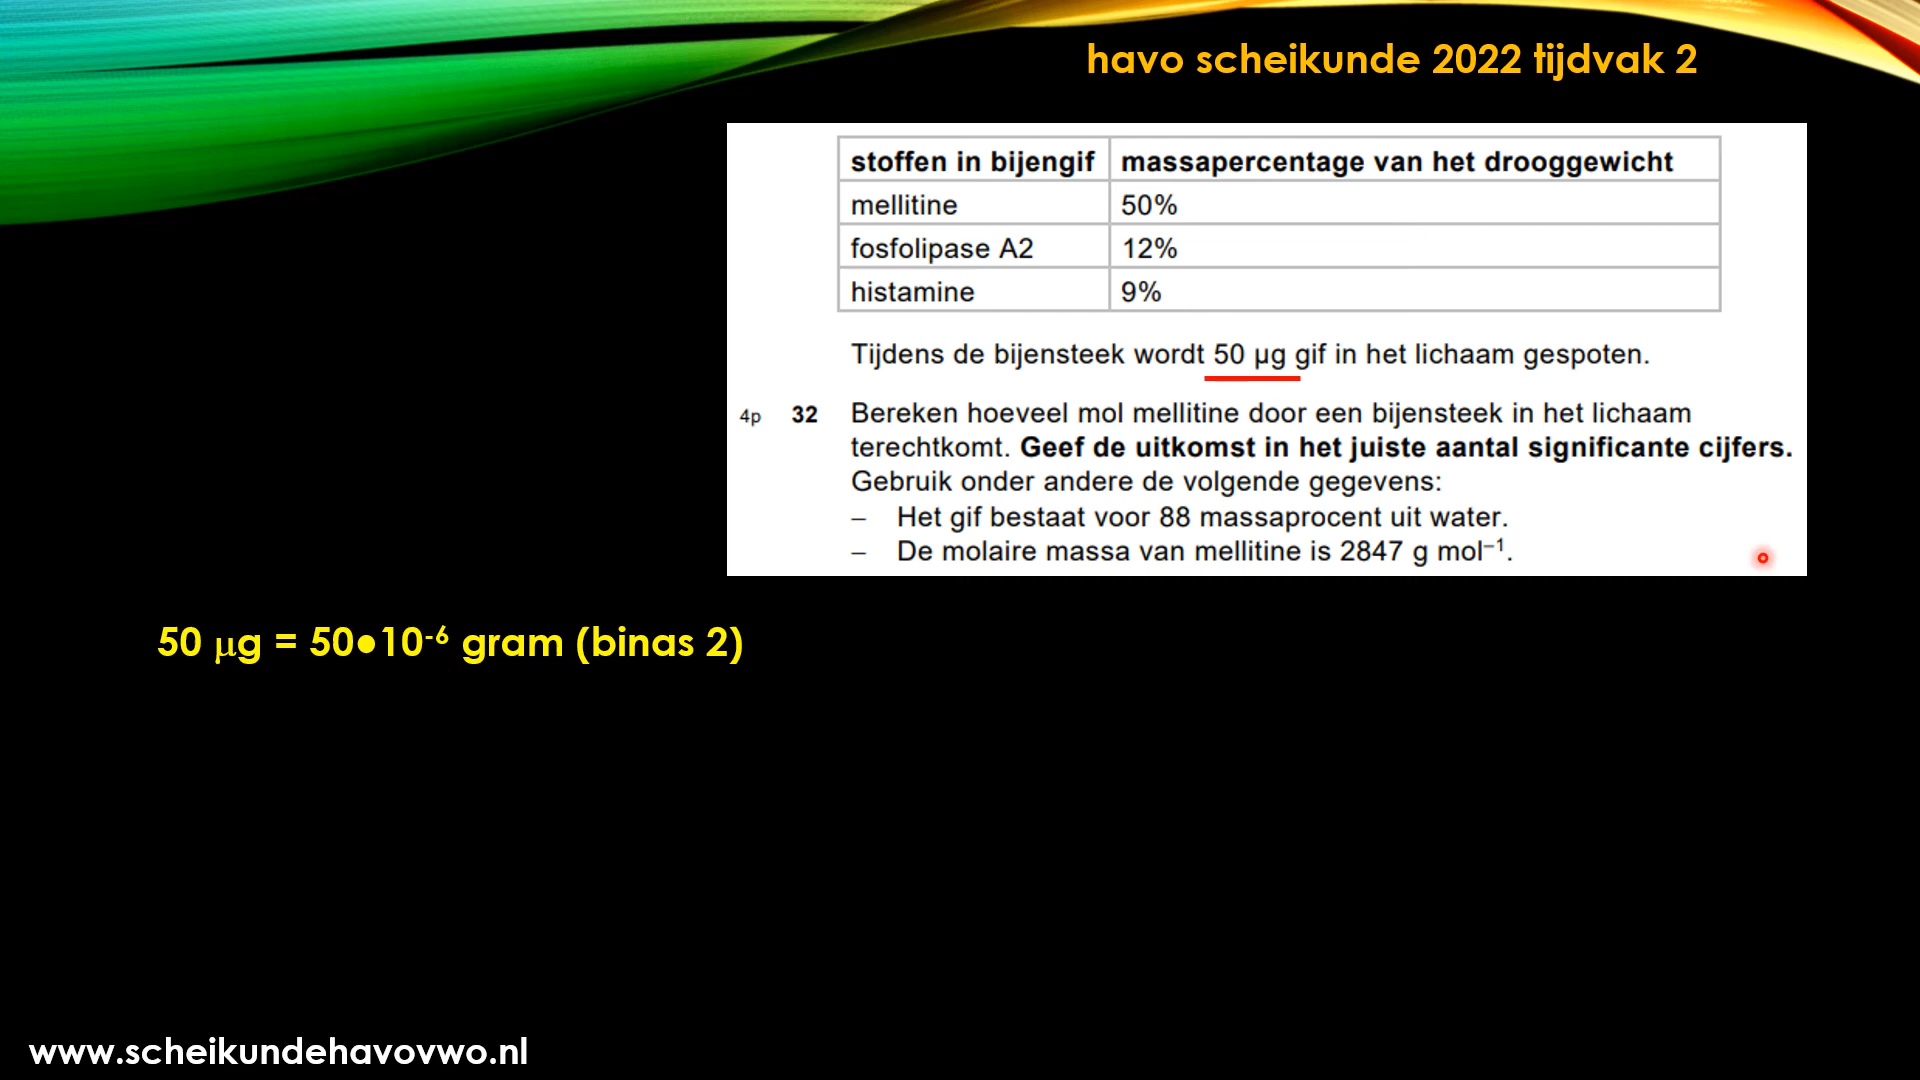 havo scheikunde 2022 tijdvak 2
stoffen in bijengif massapercentage van het drooggewicht
mellitine 50%
fosfolipase A2 12%
histamine 9%
Tijdens de bijensteek wordt 50 μg gif in het lichaam gespoten.
4p 32 Bereken hoeveel mol mellitine door een bijensteek in het lichaam
terechtkomt. Geef de uitkomst in het juiste aantal significante cijfers.
Gebruik onder andere de volgende gegevens:
– Het gif bestaat voor 88 massaprocent uit water.
– De molaire massa van mellitine is 2847 g mol⁻¹.
50 μg = 50●10⁻⁶ gram (binas 2)
www.scheikundehavovwo.nl